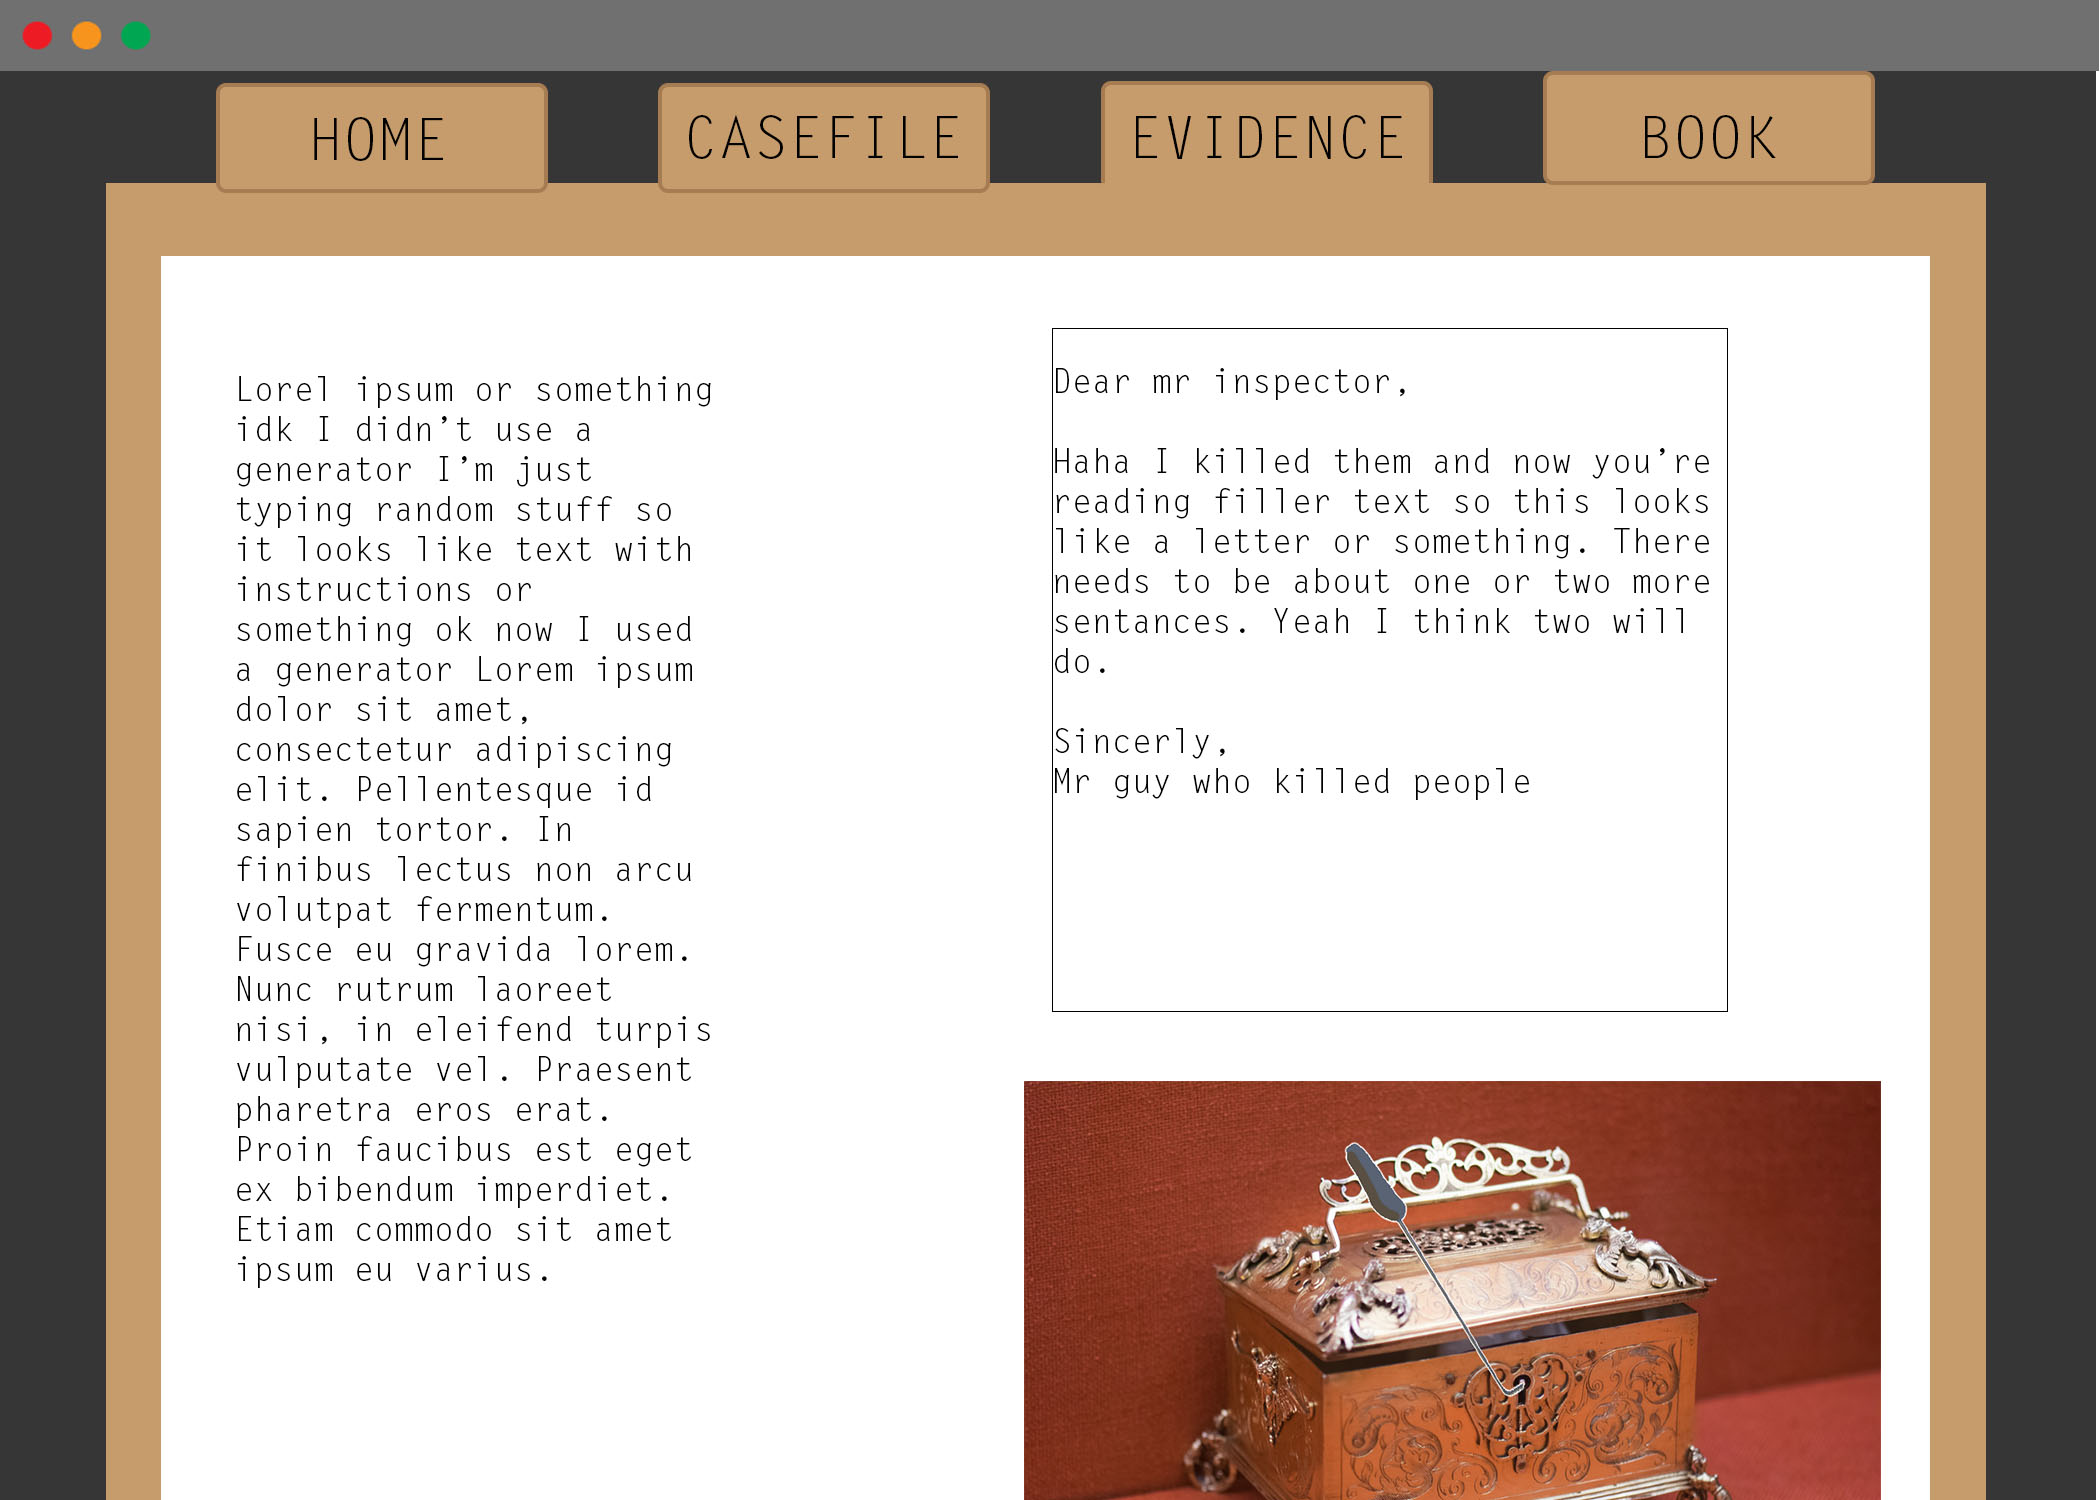 HOME
CASEFILE
EVIDENCE
BOOK
Lorel ipsum or something
idk I didn’t use a
generator I’m just
typing random stuff so
it looks like text with
instructions or
something ok now I used
a generator Lorem ipsum
dolor sit amet,
consectetur adipiscing
elit. Pellentesque id
sapien tortor. In
finibus lectus non arcu
volutpat fermentum.
Fusce eu gravida lorem.
Nunc rutrum laoreet
nisi, in eleifend turpis
vulputate vel. Praesent
pharetra eros erat.
Proin faucibus est eget
ex bibendum imperdiet.
Etiam commodo sit amet
ipsum eu varius.
Dear mr inspector,
Haha I killed them and now you’re
reading filler text so this looks
like a letter or something. There
needs to be about one or two more
sentances. Yeah I think two will
do.
Sincerly,
Mr guy who killed people